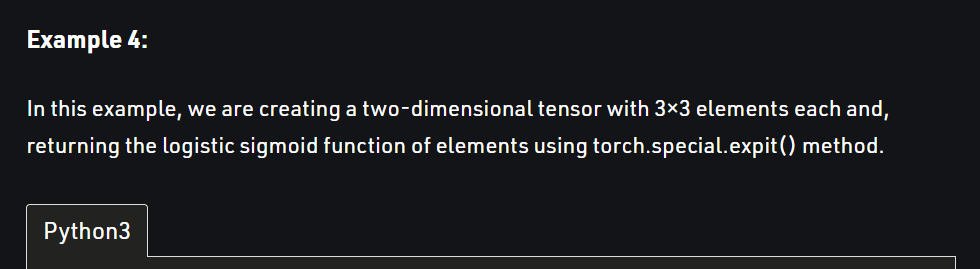 Example 4:
In this example, we are creating a two-dimensional tensor with 3×3 elements each and,
returning the logistic sigmoid function of elements using torch.special.expit() method.
Python3